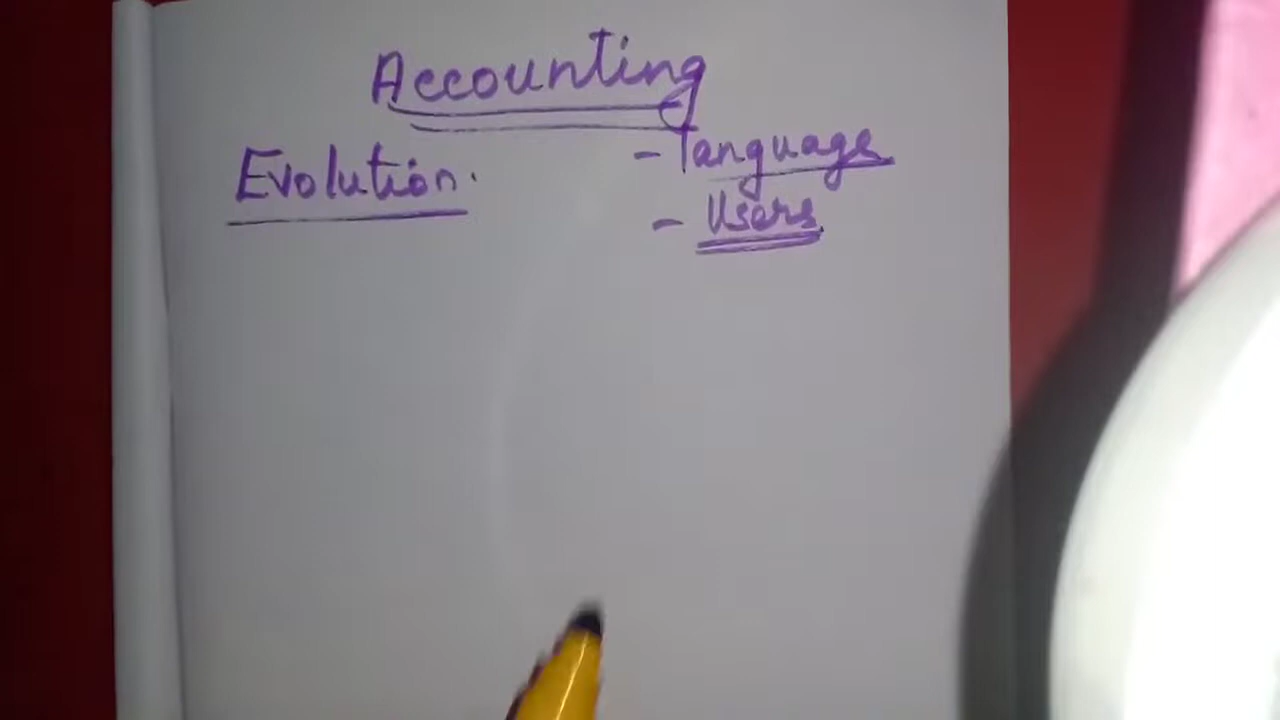 Accounting
- language
Evolution.
- Users